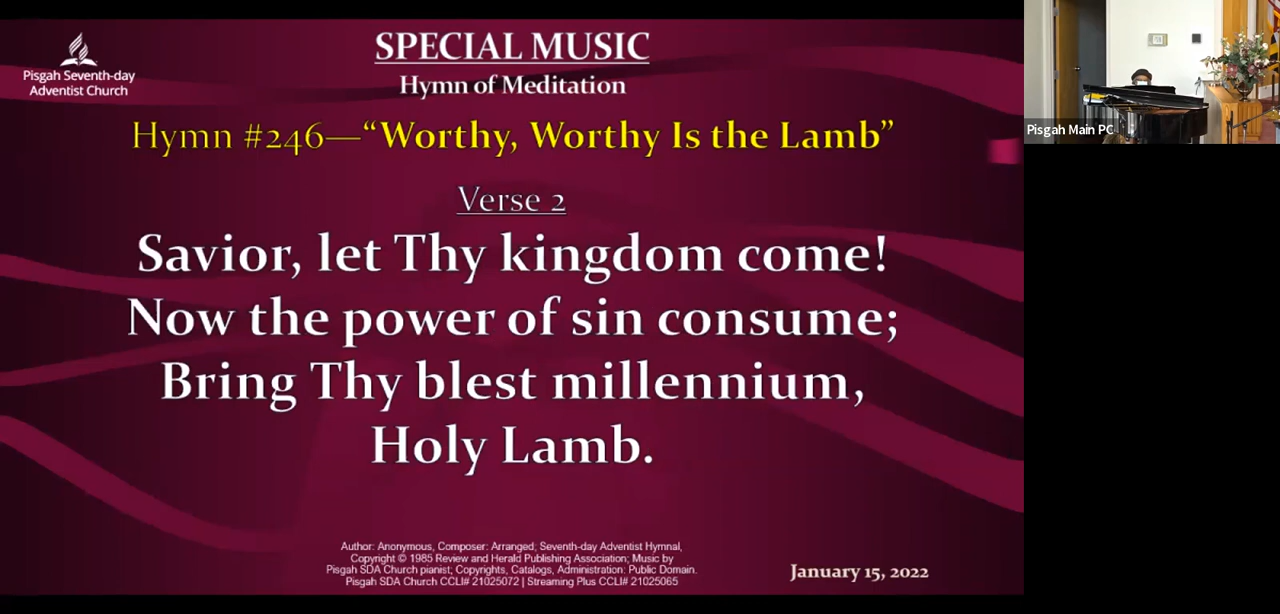 Pisgah Seventh-day
Adventist Church
SPECIAL MUSIC
Hymn of Meditation
Hymn #246—“Worthy, Worthy Is the Lamb”
Verse 2
Savior, let Thy kingdom come!
Now the power of sin consume;
Bring Thy blest millennium,
Holy Lamb.
Author: Anonymous, Composer: Arranged; Seventh-day Adventist Hymnal,
Copyright © 1985 Review and Herald Publishing Association; Music by
Pisgah SDA Church pianist; Copyrights, Catalogs, Administration: Public Domain.
Pisgah SDA Church CCLI# 21025072 | Streaming Plus CCLI# 21025065
January 15, 2022
Pisgah Main PC